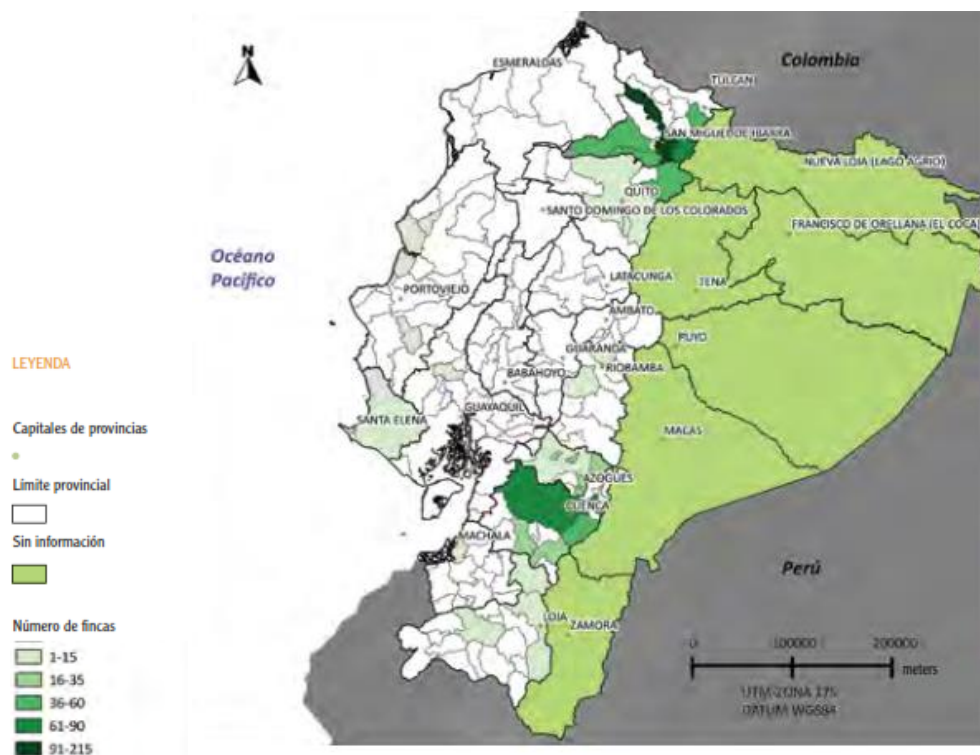 N
Colombia
ESMERALDAS
TULCAN
SAN MIGUEL DE IBARRA
NUEVA LOJA (LAGO AGRIO)
QUITO
SANTO DOMINGO DE LOS COLORADOS
FRANCISCO DE ORELLANA (EL COCA)
Océano
Pacífico
LATACUNGA
TENA
PORTOVIEJO
AMBATO
PUYO
GUARANDA
RIOBAMBA
BABAHOYO
LEYENDA
GUAYAQUIL
SANTA ELENA
MACAS
Capitales de provincias
Límite provincial
AZOGUES
CUENCA
Sin información
MACHALA
Perú
Número de fincas
LOJA
ZAMORA
1-15
16-35
36-60
61-90
91-215
0 100000 200000
meters
UTM ZONA 17S
DATUM WGS84